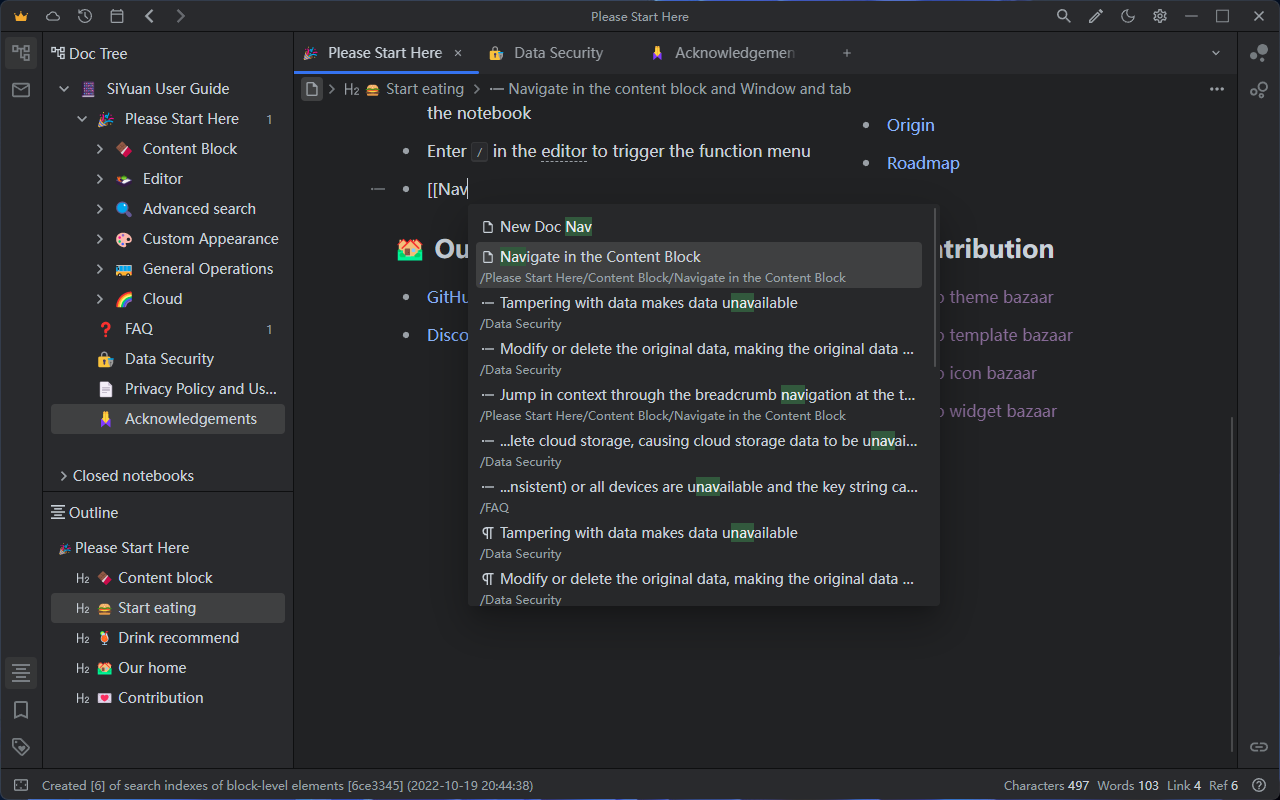 Please Start Here
Doc Tree
SiYuan User Guide
Please Start Here 1
Content Block
Editor
Advanced search
Custom Appearance
General Operations
Cloud
FAQ 1
Data Security
Privacy Policy and Us...
Acknowledgements
Closed notebooks
Outline
Please Start Here
H2 Content block
H2 Start eating
H2 Drink recommend
H2 Our home
H2 Contribution
Please Start Here × Data Security Acknowledgemen +
H2 Start eating > Navigate in the content block and Window and tab
the notebook
Enter / in the editor to trigger the function menu
[[Nav
Origin
Roadmap
Ou
GitHu
Disco
tribution
theme bazaar
template bazaar
icon bazaar
widget bazaar
New Doc Nav
Navigate in the Content Block
/Please Start Here/Content Block/Navigate in the Content Block
Tampering with data makes data unavailable
/Data Security
Modify or delete the original data, making the original data ...
/Data Security
Jump in context through the breadcrumb navigation at the t...
/Please Start Here/Content Block/Navigate in the Content Block
...lete cloud storage, causing cloud storage data to be unavai...
/Data Security
...nsistent) or all devices are unavailable and the key string ca...
/FAQ
¶ Tampering with data makes data unavailable
/Data Security
¶ Modify or delete the original data, making the original data ...
/Data Security
Created [6] of search indexes of block-level elements [6ce3345] (2022-10-19 20:44:38)
Characters 497 Words 103 Link 4 Ref 6